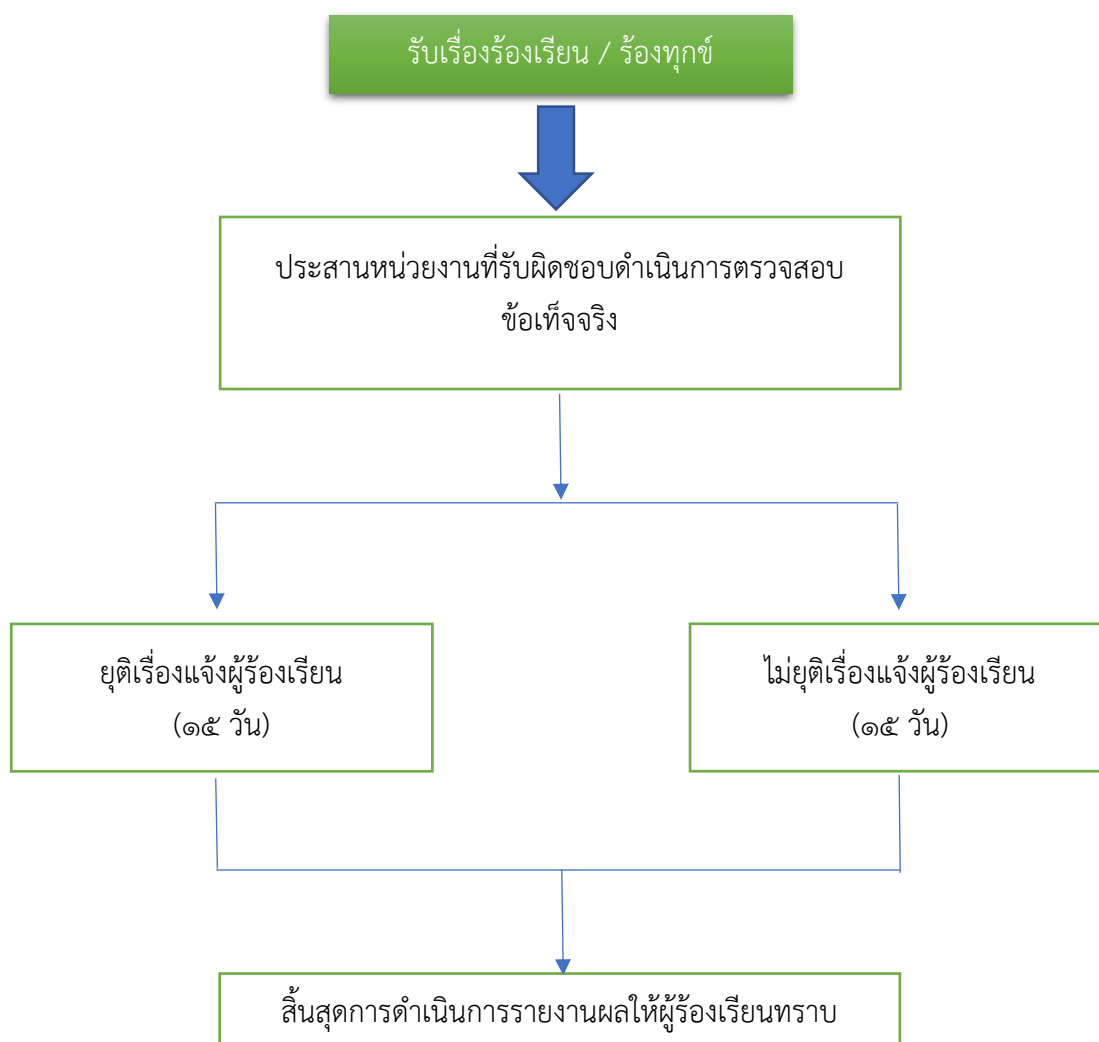 รับเรื่องร้องเรียน / ร้องทุกข์
ประสานหน่วยงานที่รับผิดชอบดำเนินการตรวจสอบ
ข้อเท็จจริง
ยุติเรื่องแจ้งผู้ร้องเรียน
(๑๕ วัน)
ไม่ยุติเรื่องแจ้งผู้ร้องเรียน
(๑๕ วัน)
สิ้นสุดการดำเนินการรายงานผลให้ผู้ร้องเรียนทราบ